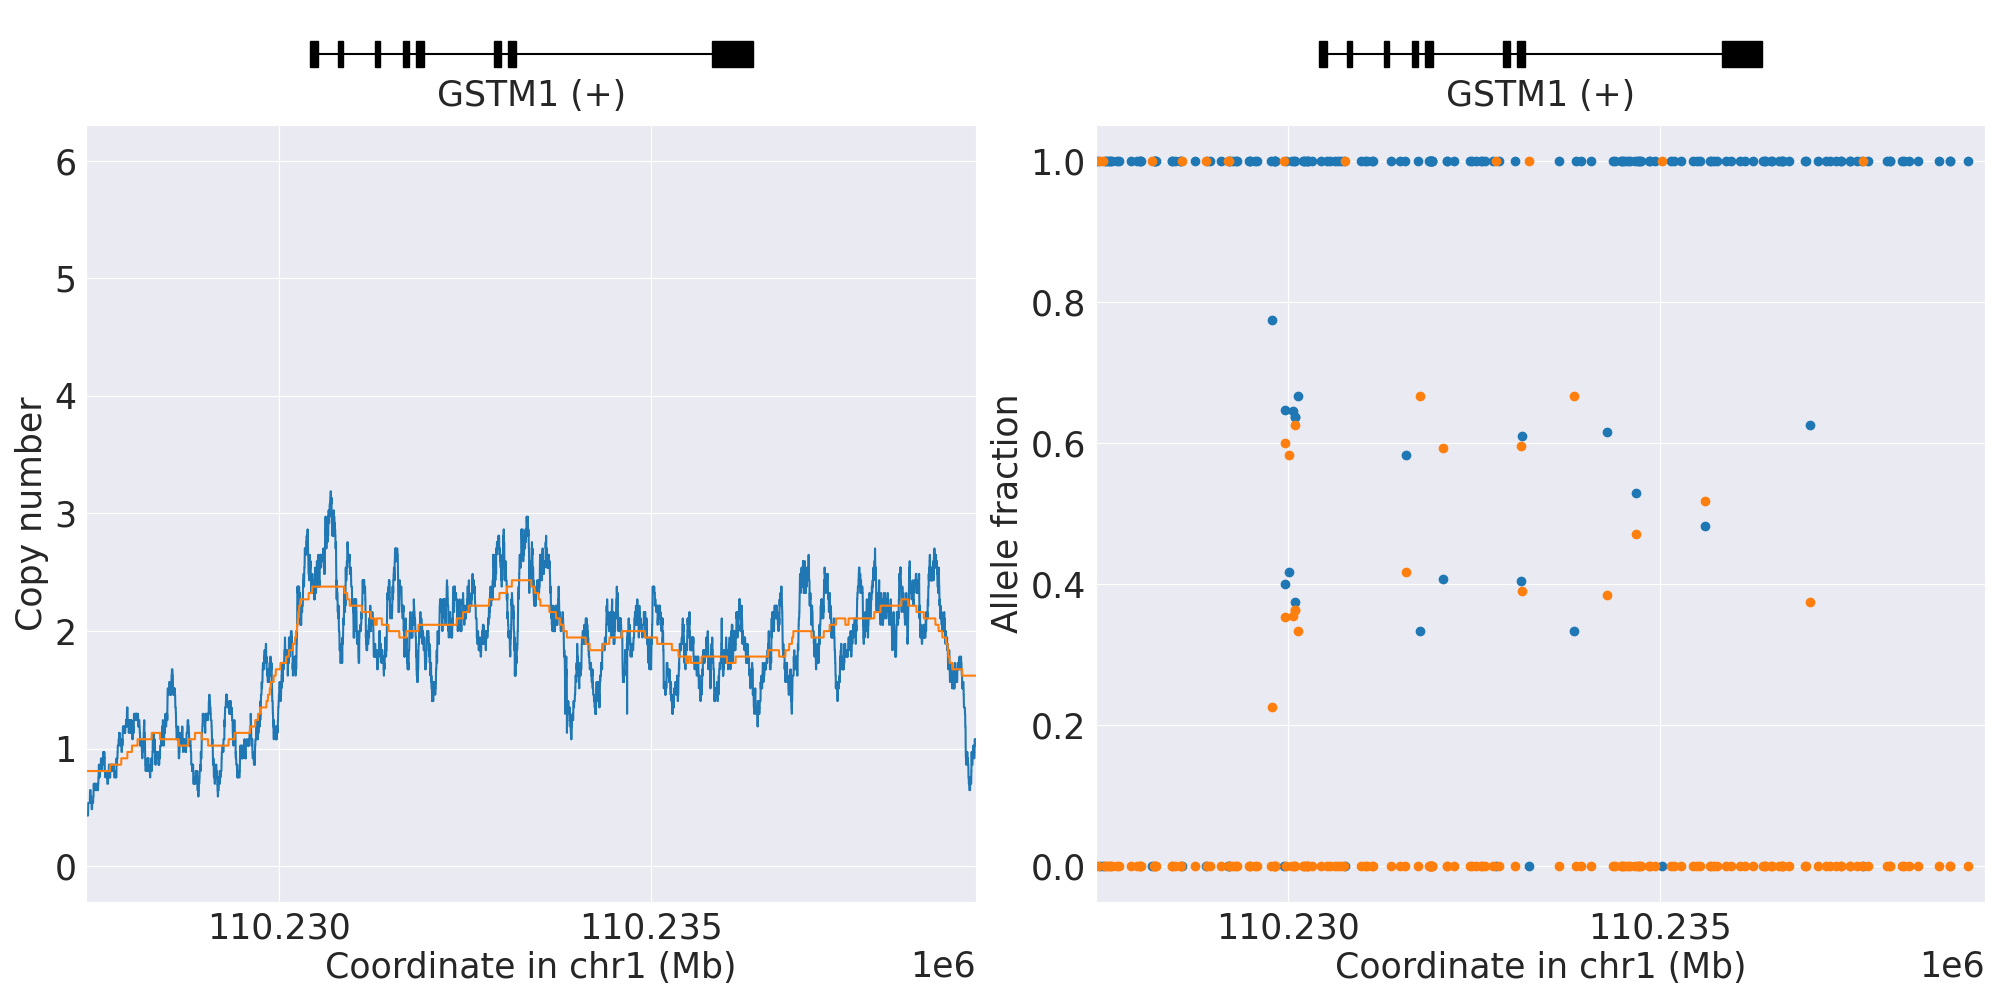 GSTM1 (+)
6
5
4
3
2
1
0
Copy number
110.230 110.235
Coordinate in chr1 (Mb)
1e6
GSTM1 (+)
1.0
0.8
0.6
0.4
0.2
0.0
Allele fraction
110.230 110.235
Coordinate in chr1 (Mb)
1e6